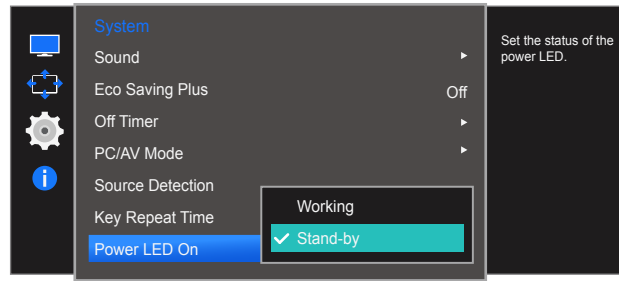 System
Sound
Eco Saving Plus Off
Off Timer
PC/AV Mode
Source Detection
Key Repeat Time
Power LED On
Working
Stand-by
Set the status of the
power LED.